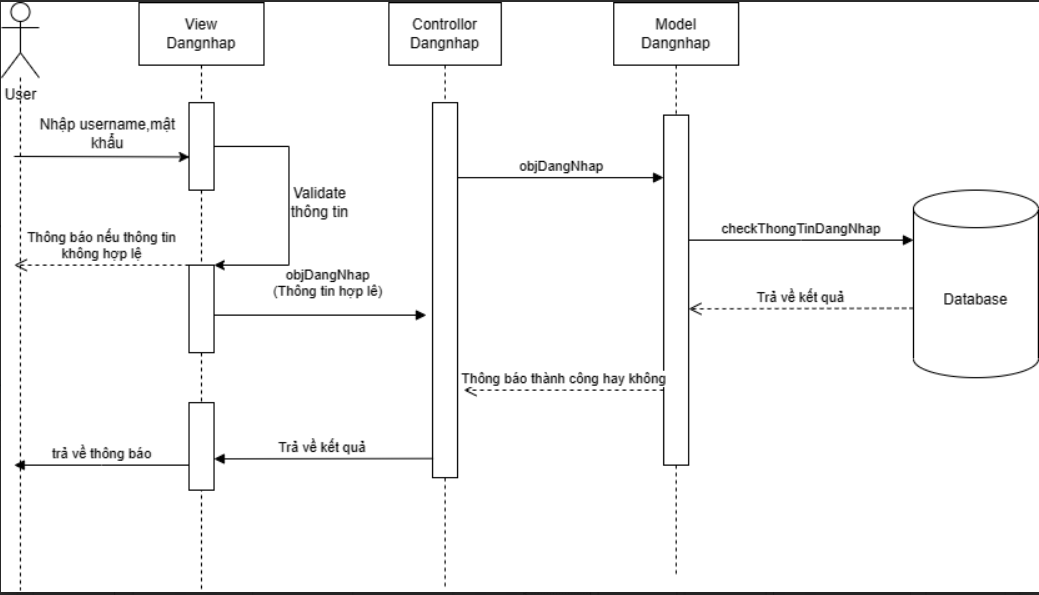 View
Dangnhap
Controllor
Dangnhap
Model
Dangnhap
User
Nhập username,mật
khẩu
Validate
thông tin
objDangNhap
checkThongTinDangNhap
Thông báo nếu thông tin
không hợp lệ
objDangNhap
(Thông tin hợp lê)
Trả về kết quả
Database
Thông báo thành công hay không
Trả về kết quả
trả về thông báo